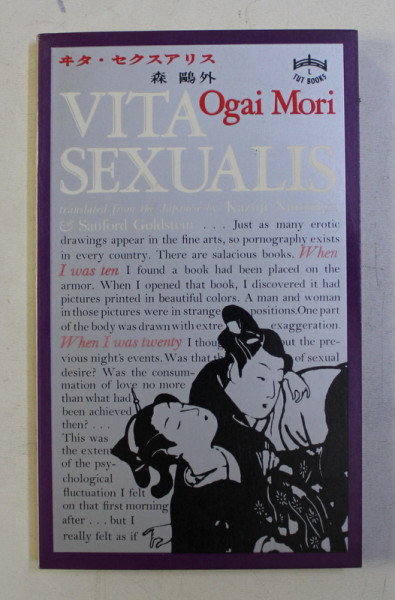 ヰタ・セクスアリス
森 鷗外
L
TUT BOOKS
VITA Ogai Mori
SEXUALIS
translated from the Japanese by Kazuji
& Sanford Goldstein . . . Just as many erotic
drawings appear in the fine arts, so pornography exists
in every country. There are salacious books. When
I was ten I found a book had been placed on the
armor. When I opened that book, I discovered it had
pictures printed in beautiful colors. A man and woman
in those pictures were in strange positions. One part
of the body was drawn with extre exaggeration.
When I was twenty I thoug ut the pre-
vious night's events. Was that of sexual
desire? Was the consum-
mation of love no more
than what had
been achieved
then? . . .
This was
the extent
of the psy-
chological
fluctuation I felt
on that first morning
after . . . but I
really felt as if